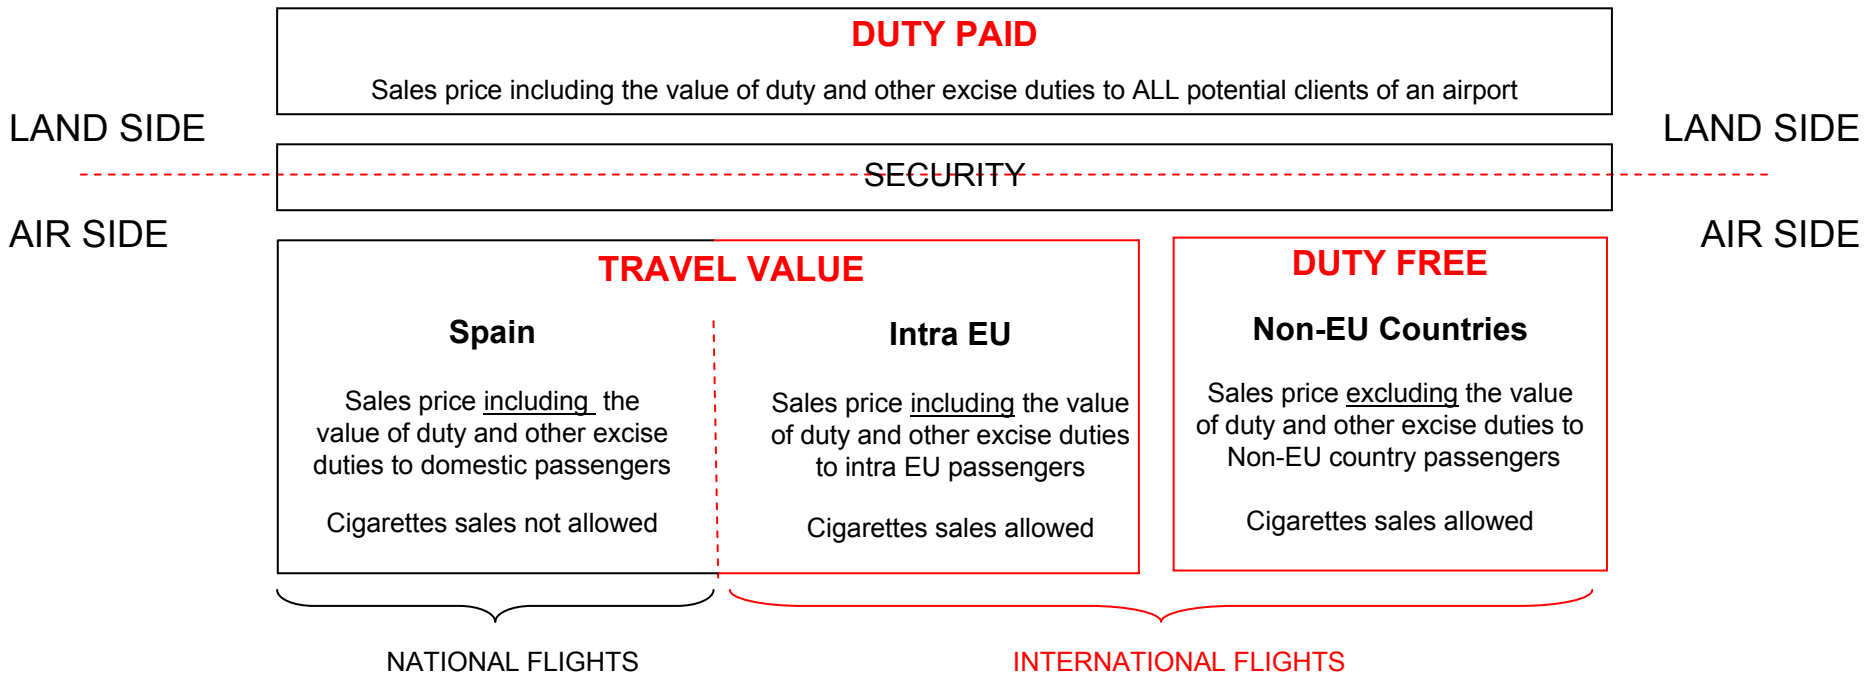 DUTY PAID
Sales price including the value of duty and other excise duties to ALL potential clients of an airport
LAND SIDE
LAND SIDE
SECURITY
AIR SIDE
AIR SIDE
TRAVEL VALUE
Spain
Sales price including the
value of duty and other excise
duties to domestic passengers
Cigarettes sales not allowed
Intra EU
Sales price including the value
of duty and other excise duties
to intra EU passengers
Cigarettes sales allowed
DUTY FREE
Non-EU Countries
Sales price excluding the value
of duty and other excise duties to
Non-EU country passengers
Cigarettes sales allowed
NATIONAL FLIGHTS
INTERNATIONAL FLIGHTS